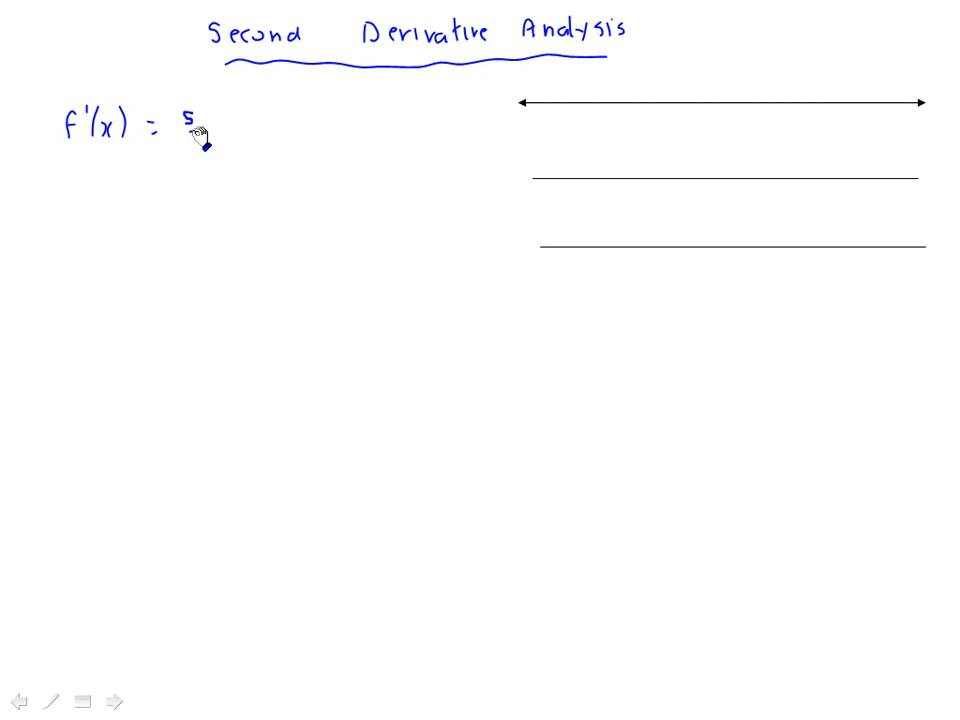 Second Derivative Analysis
f'(x) = 5